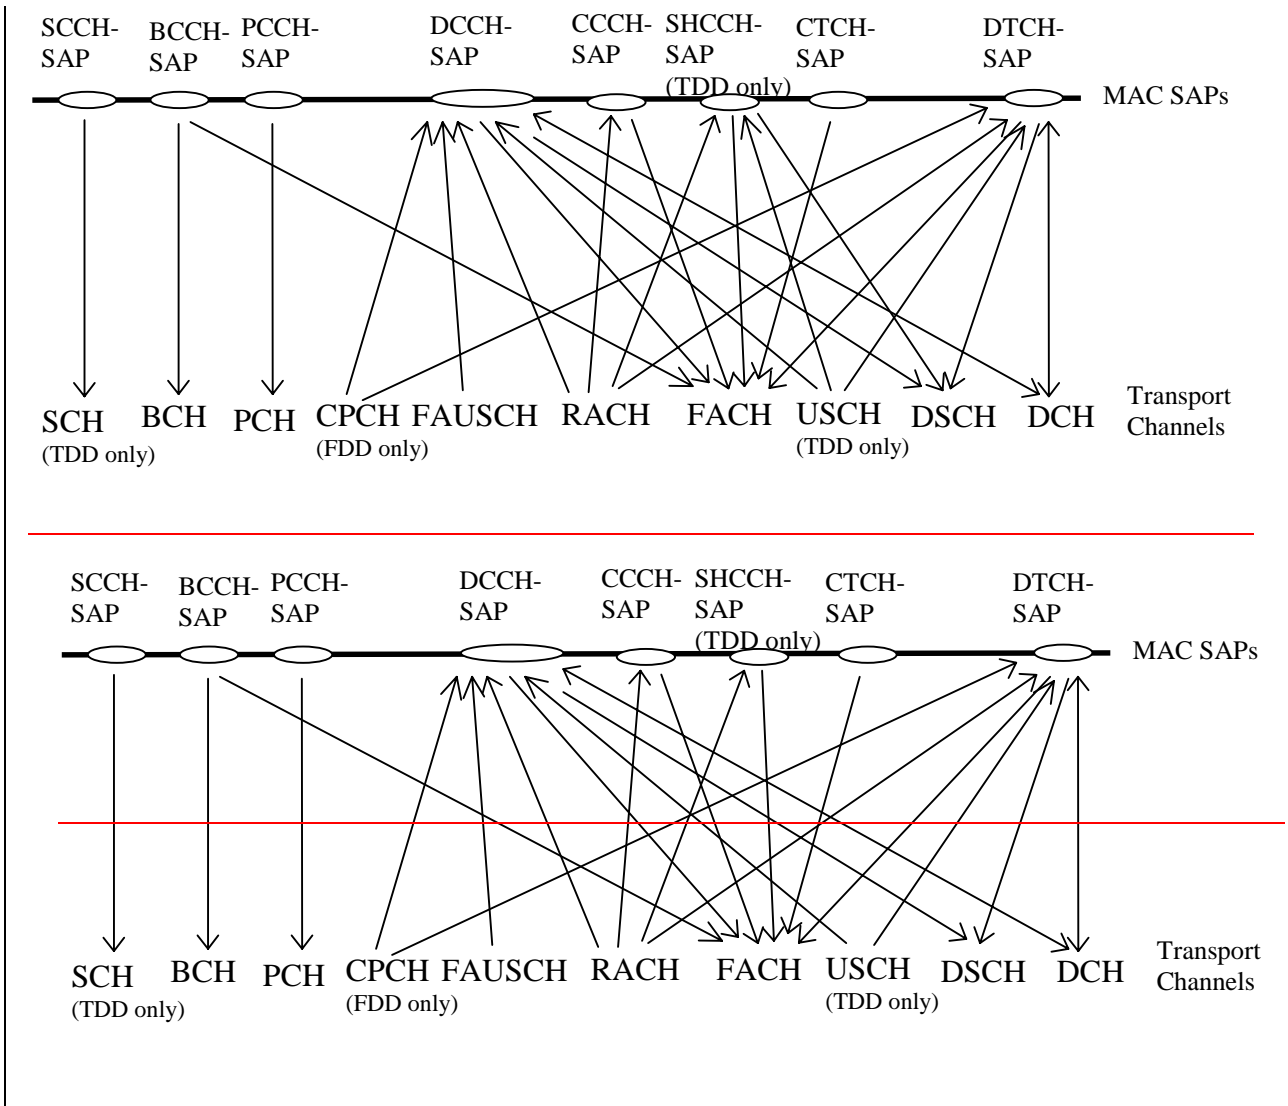 SCCH- BCCH- PCCH- DCCH- CCCH- SHCCH- CTCH- DTCH-
SAP SAP SAP SAP SAP SAP SAP SAP
(TDD only)
MAC SAPs
SCH BCH PCH CPCH FAUSCH RACH FACH USCH DSCH DCH Transport
(TDD only) (FDD only) (TDD only) Channels
SCCH- BCCH- PCCH- DCCH- CCCH- SHCCH- CTCH- DTCH-
SAP SAP SAP SAP SAP SAP SAP SAP
(TDD only)
MAC SAPs
SCH BCH PCH CPCH FAUSCH RACH FACH USCH DSCH DCH Transport
(TDD only) (FDD only) (TDD only) Channels